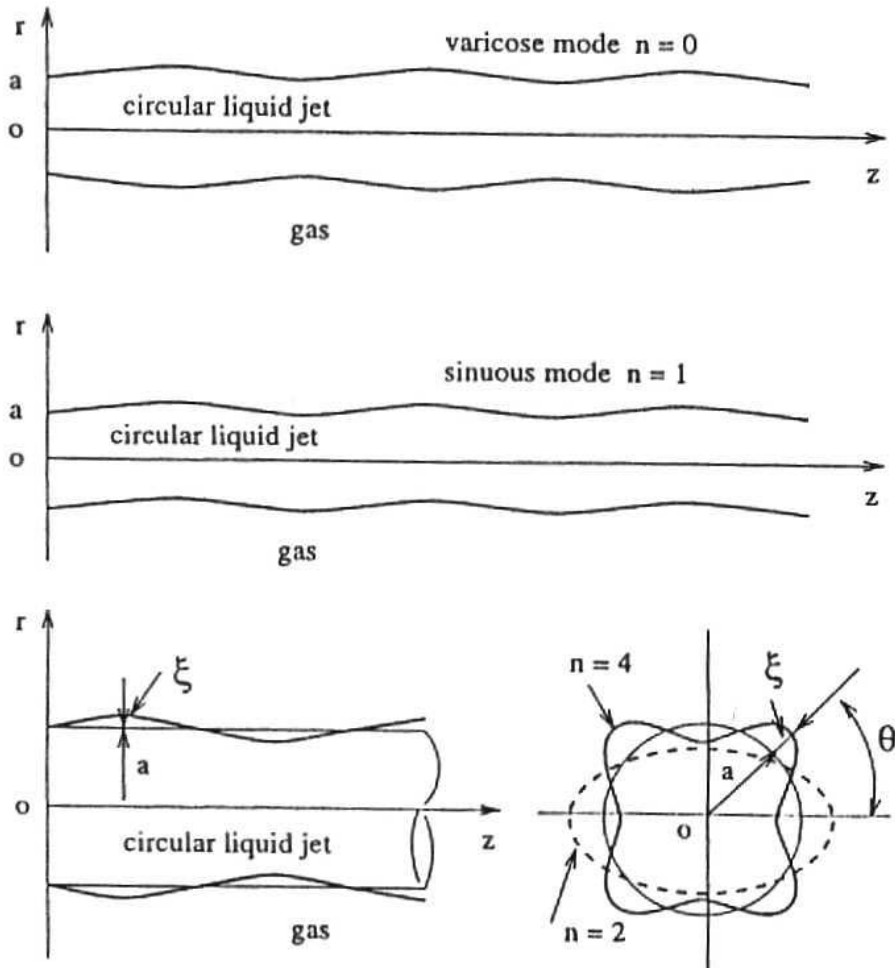 r
varicose mode n = 0
a
circular liquid jet
o
z
gas
r
sinuous mode n = 1
a
circular liquid jet
o
z
gas
r
ξ
a
o
z
circular liquid jet
gas
n = 4
ξ
θ
a
o
n = 2